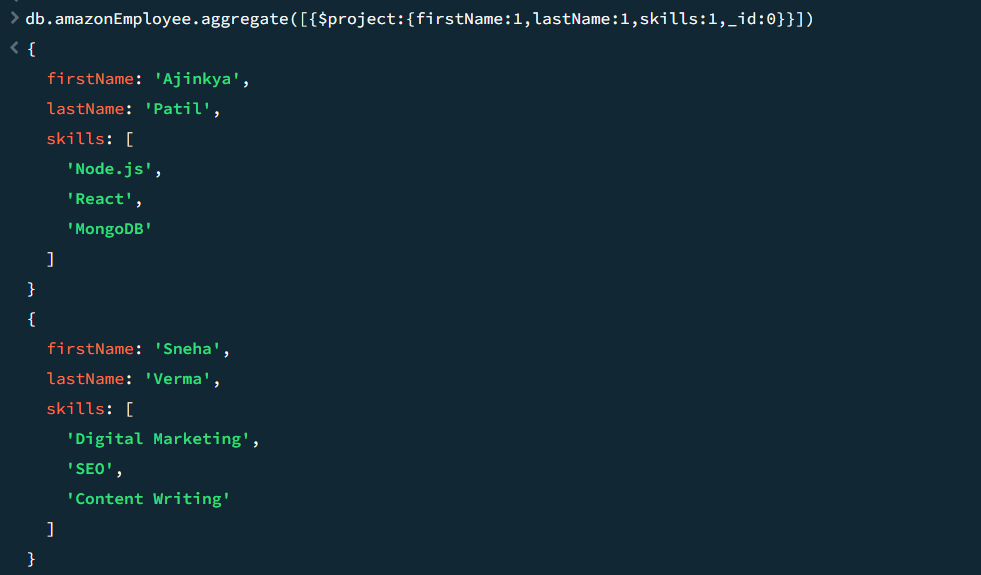 > db.amazonEmployee.aggregate([{$project:{firstName:1,lastName:1,skills:1,_id:0}}])
< {
firstName: 'Ajinkya',
lastName: 'Patil',
skills: [
'Node.js',
'React',
'MongoDB'
]
}
{
firstName: 'Sneha',
lastName: 'Verma',
skills: [
'Digital Marketing',
'SEO',
'Content Writing'
]
}